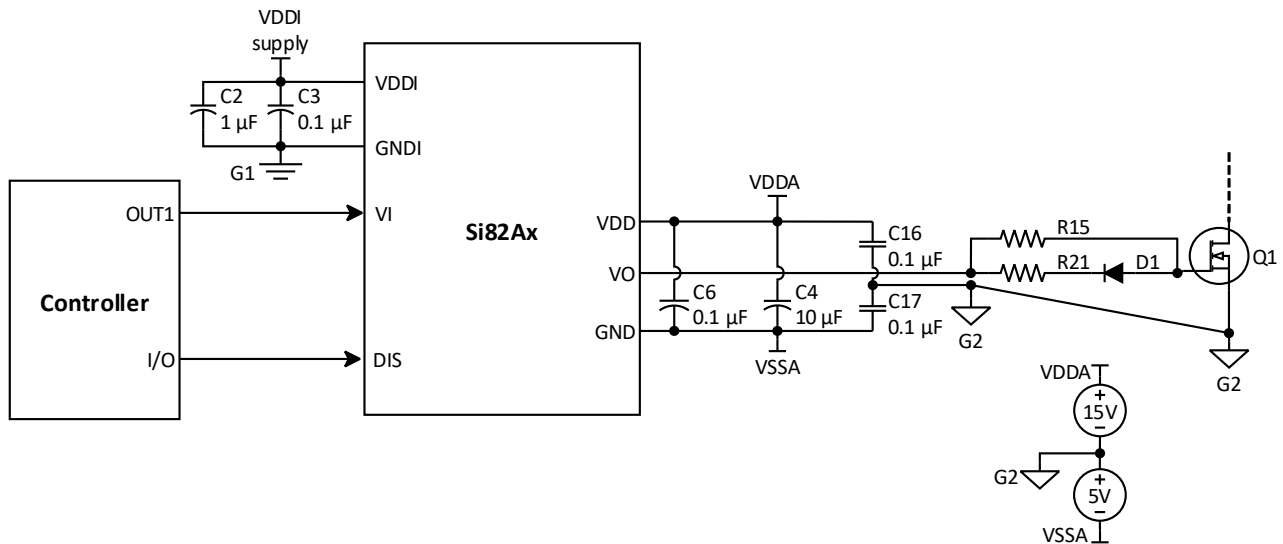 VDDI
supply
VDDI
C2
1 µF
C3
0.1 µF
GNDI
G1
OUT1
VI
Si82Ax
Controller
I/O
DIS
VDDA
VDD
VO
GND
C6
0.1 µF
C4
10 µF
C16
0.1 µF
C17
0.1 µF
VSSA
R15
R21
D1
Q1
G2
G2
VDDA
+
15V
−
G2
+
5V
−
VSSA